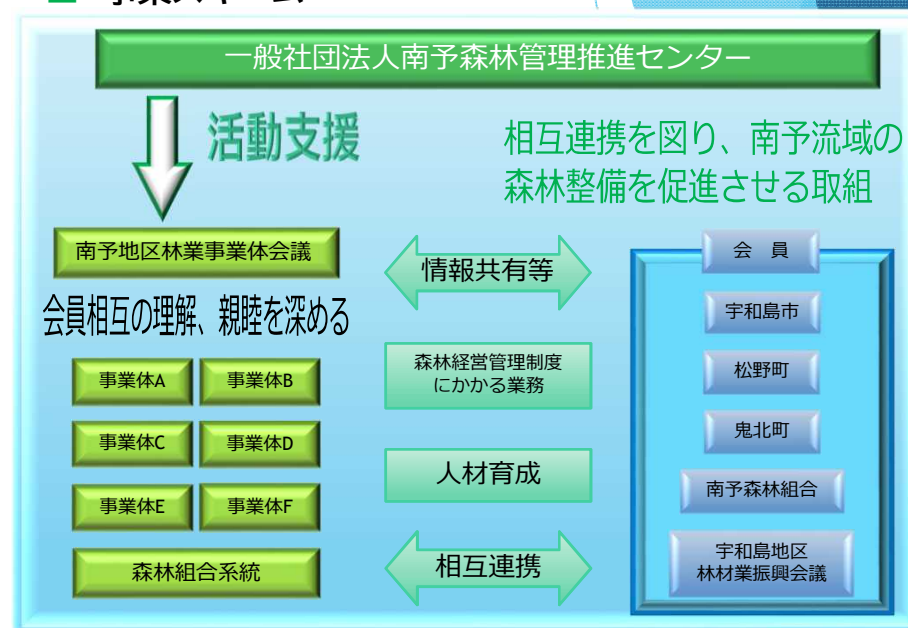 ■ 事業スキーム
一般社団法人南予森林管理推進センター
活動支援
相互連携を図り、南予流域の
森林整備を促進させる取組
南予地区林業事業体会議
会員相互の理解、親睦を深める
事業体A
事業体B
事業体C
事業体D
事業体E
事業体F
森林組合系統
情報共有等
森林経営管理制度
にかかる業務
人材育成
相互連携
会 員
宇和島市
松野町
鬼北町
南予森林組合
宇和島地区
林材業振興会議